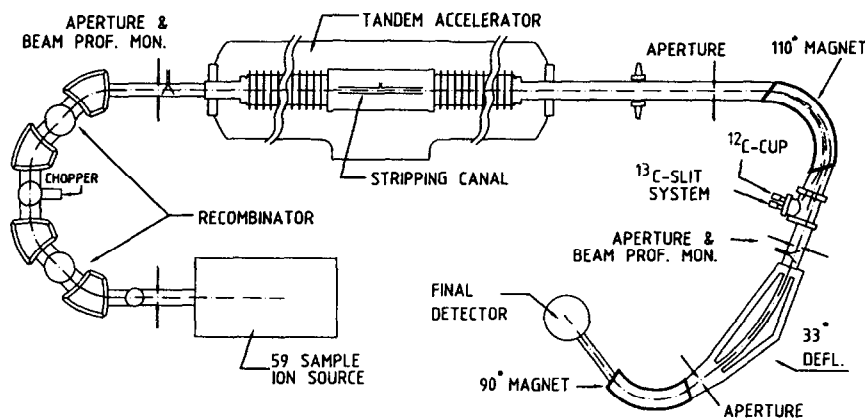 APERTURE &
BEAM PROF. MON.
TANDEM ACCELERATOR
APERTURE
110° MAGNET
CHOPPER
STRIPPING CANAL
¹²C-CUP
¹³C-SLIT
SYSTEM
RECOMBINATOR
APERTURE &
BEAM PROF. MON.
FINAL
DETECTOR
59 SAMPLE
ION SOURCE
33°
DEFL.
90° MAGNET
APERTURE